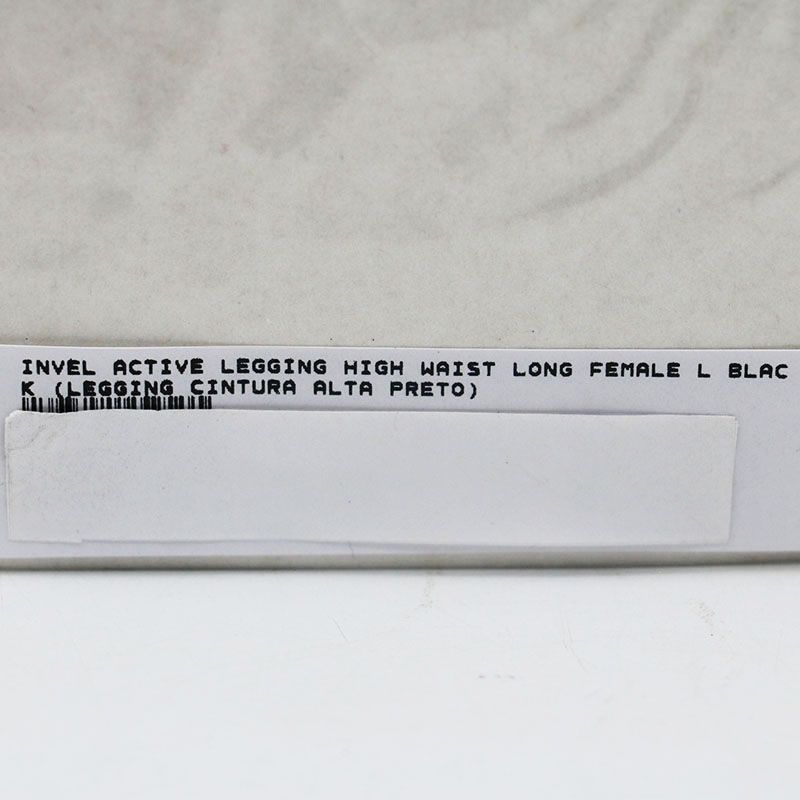 INVEL ACTIVE LEGGING HIGH WAIST LONG FEMALE L BLAC
K (LEGGING CINTURA ALTA PRETO)